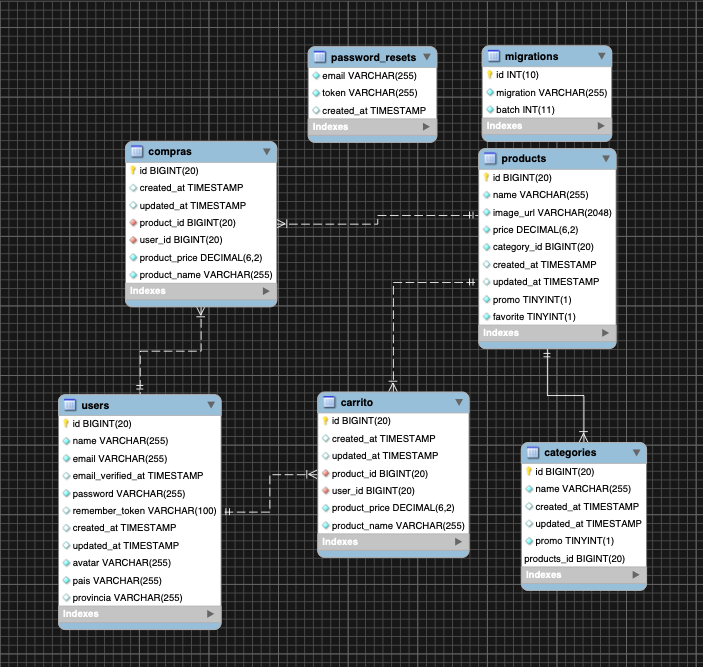 password_resets
email VARCHAR(255)
token VARCHAR(255)
created_at TIMESTAMP
Indexes
migrations
id INT(10)
migration VARCHAR(255)
batch INT(11)
Indexes
compras
id BIGINT(20)
created_at TIMESTAMP
updated_at TIMESTAMP
product_id BIGINT(20)
user_id BIGINT(20)
product_price DECIMAL(6,2)
product_name VARCHAR(255)
Indexes
products
id BIGINT(20)
name VARCHAR(255)
image_url VARCHAR(2048)
price DECIMAL(6,2)
category_id BIGINT(20)
created_at TIMESTAMP
updated_at TIMESTAMP
promo TINYINT(1)
favorite TINYINT(1)
Indexes
users
id BIGINT(20)
name VARCHAR(255)
email VARCHAR(255)
email_verified_at TIMESTAMP
password VARCHAR(255)
remember_token VARCHAR(100)
created_at TIMESTAMP
updated_at TIMESTAMP
avatar VARCHAR(255)
pais VARCHAR(255)
provincia VARCHAR(255)
Indexes
carrito
id BIGINT(20)
created_at TIMESTAMP
updated_at TIMESTAMP
product_id BIGINT(20)
user_id BIGINT(20)
product_price DECIMAL(6,2)
product_name VARCHAR(255)
Indexes
categories
id BIGINT(20)
name VARCHAR(255)
created_at TIMESTAMP
updated_at TIMESTAMP
promo TINYINT(1)
products_id BIGINT(20)
Indexes